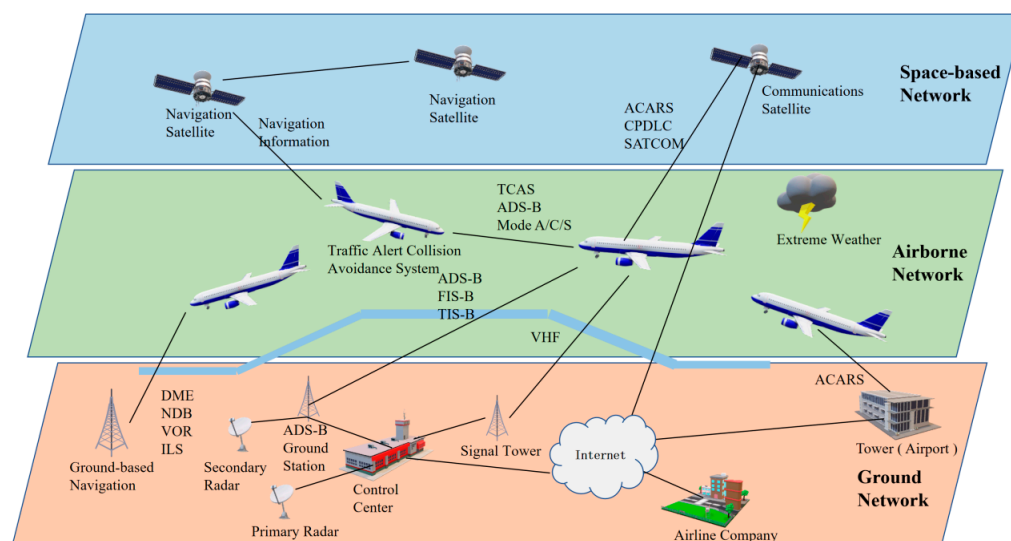 Space-based
Network
Navigation
Satellite
Navigation
Satellite
Communications
Satellite
Navigation
Information
ACARS
CPDLC
SATCOM
TCAS
ADS-B
Mode A/C/S
Traffic Alert Collision
Avoidance System
Extreme Weather
Airborne
Network
ADS-B
FIS-B
TIS-B
VHF
ACARS
DME
NDB
VOR
ILS
Ground-based
Navigation
Secondary
Radar
ADS-B
Ground
Station
Primary Radar
Control
Center
Signal Tower
Internet
Airline Company
Tower ( Airport )
Ground
Network